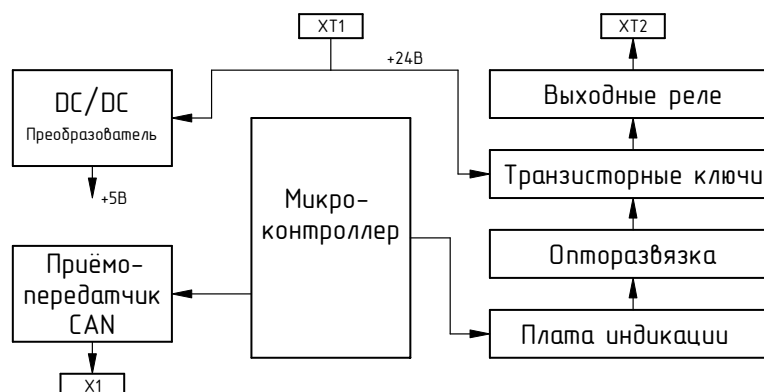 XT1
XT2
+24В
DC/DC
Преобразователь
+5В
Выходные реле
Транзисторные ключи
Микро-
контроллер
Опторазвязка
Приёмо-
передатчик
CAN
Плата индикации
X1